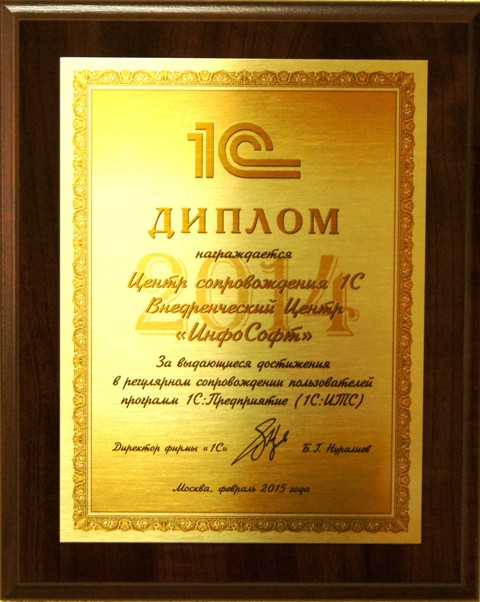 1С
ДИПЛОМ
2014
награждается
Центр сопровождения 1С
Внедренческий Центр
«ИнфоСофт»
За выдающиеся достижения
в регулярном сопровождении пользователей
программ 1С:Предприятие (1С:ИТС)
Директор фирмы «1С» Б.Г. Нуралиев
Москва, февраль 2015 года